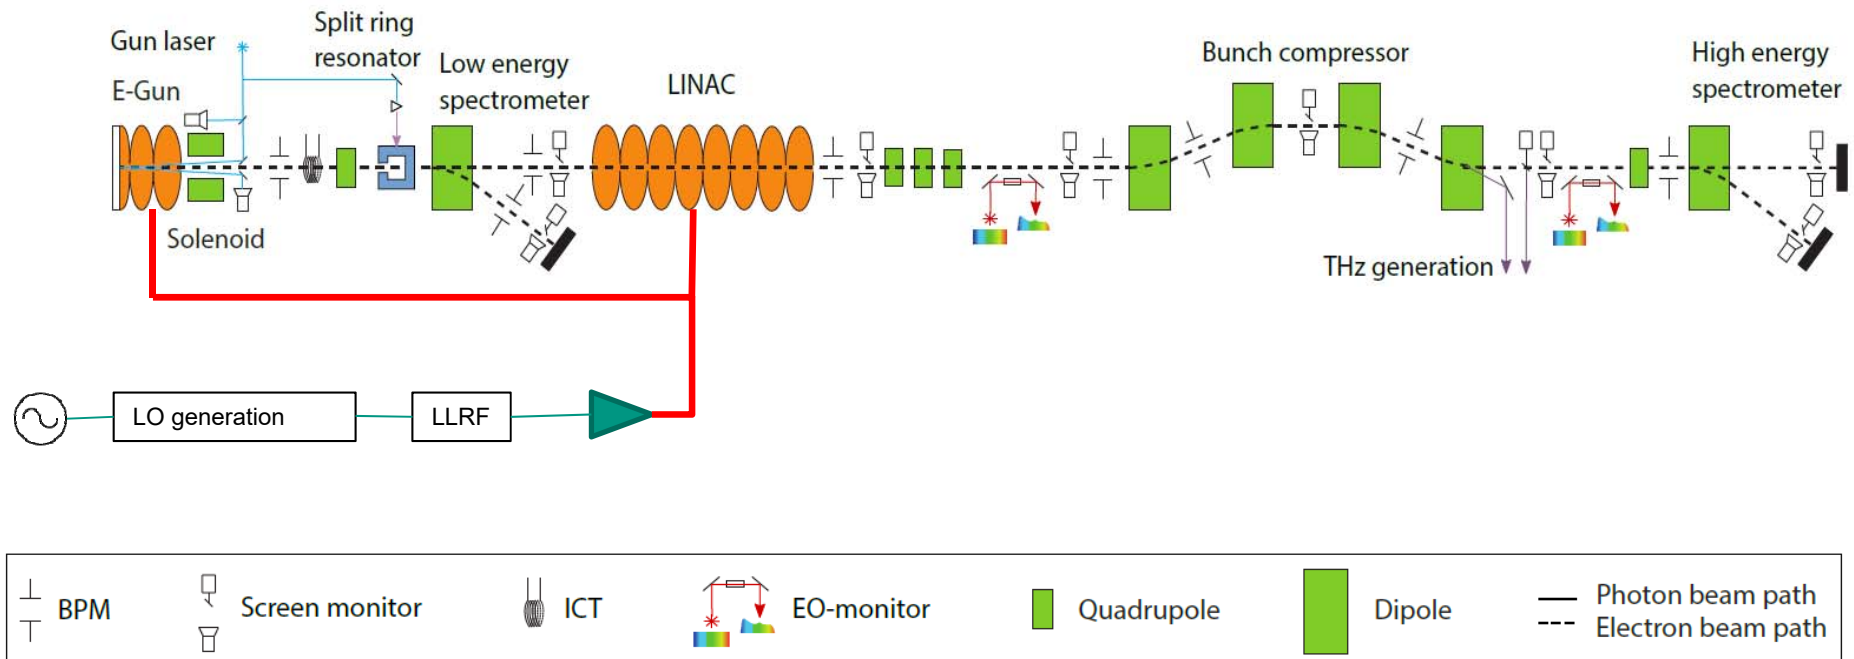 Gun laser
E-Gun
Split ring
resonator
Low energy
spectrometer
LINAC
Bunch compressor
High energy
spectrometer
Solenoid
THz generation
LO generation
LLRF
BPM
Screen monitor
ICT
EO-monitor
Quadrupole
Dipole
Photon beam path
Electron beam path